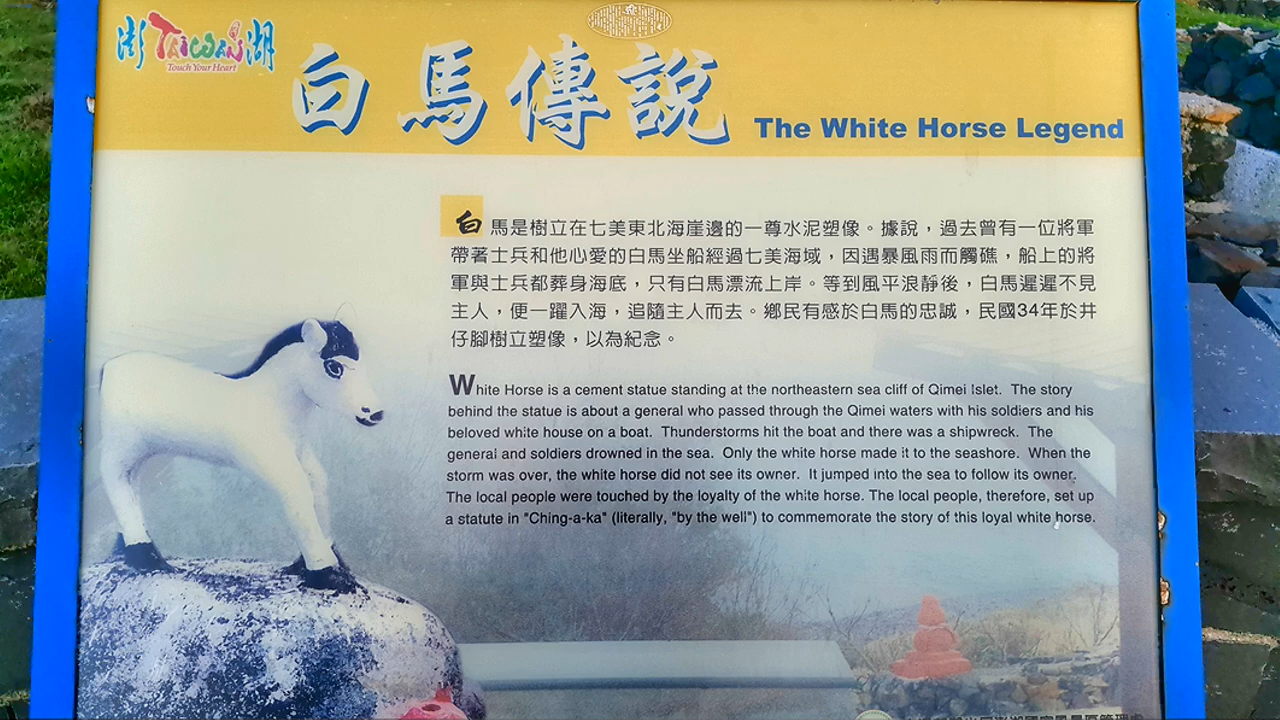 澎 TAIWAN 湖
Touch Your Heart
白馬傳說 The White Horse Legend
白馬是樹立在七美東北海崖邊的一尊水泥塑像。據說，過去曾有一位將軍
帶著士兵和他心愛的白馬坐船經過七美海域，因遇暴風雨而觸礁，船上的將
軍與士兵都葬身海底，只有白馬漂流上岸。等到風平浪靜後，白馬遲遲不見
主人，便一躍入海，追隨主人而去。鄉民有感於白馬的忠誠，民國34年於井
仔腳樹立塑像，以為紀念。
White Horse is a cement statue standing at the northeastern sea cliff of Qimei Islet. The story
behind the statue is about a general who passed through the Qimei waters with his soldiers and his
beloved white house on a boat. Thunderstorms hit the boat and there was a shipwreck. The
general and soldiers drowned in the sea. Only the white horse made it to the seashore. When the
storm was over, the white horse did not see its owner. It jumped into the sea to follow its owner.
The local people were touched by the loyalty of the white horse. The local people, therefore, set up
a statute in "Ching-a-ka" (literally, "by the well") to commemorate the story of this loyal white horse.